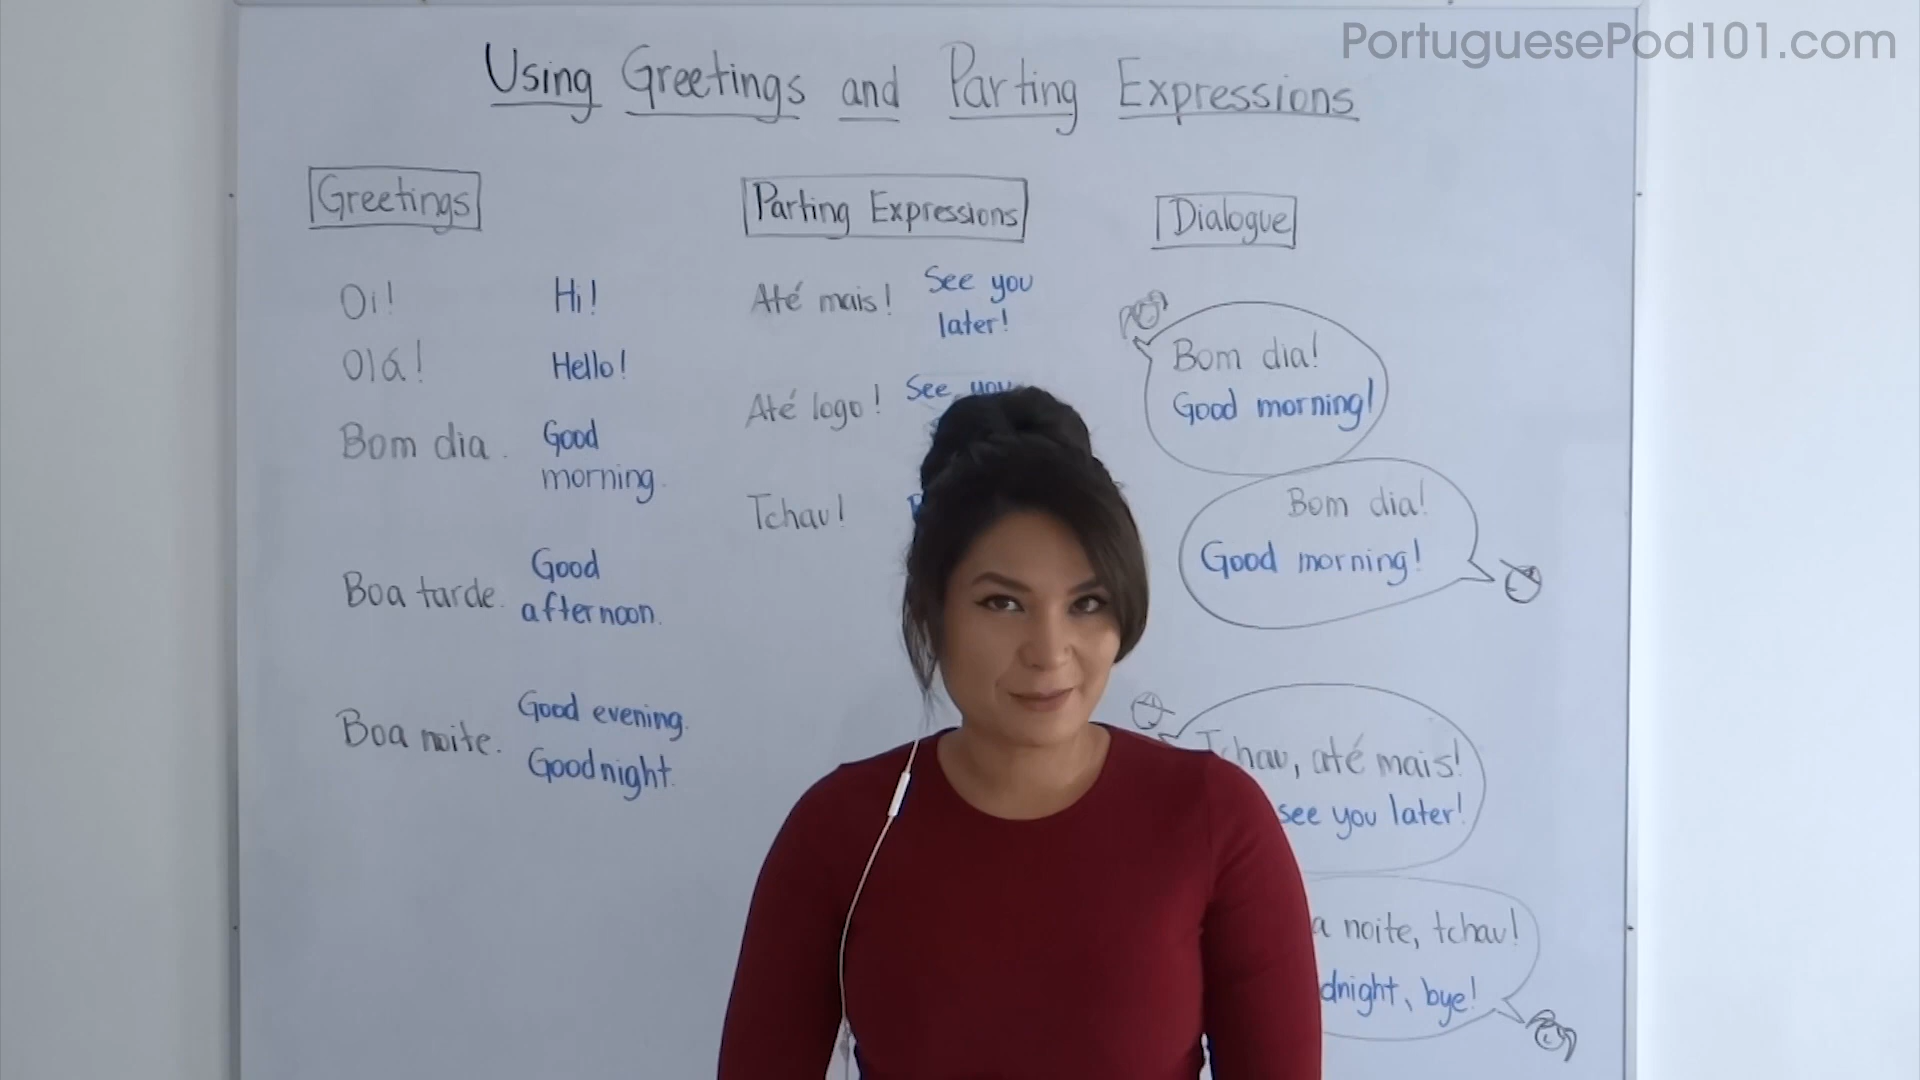 PortuguesePod101.com
Using Greetings and Parting Expressions
Greetings
Oi! Hi!
Olá! Hello!
Bom dia. Good
morning.
Boa tarde. Good
afternoon.
Boa noite. Good evening.
Goodnight.
Parting Expressions
Até mais! See you
later!
Até logo! See you
Tchau!
Dialogue
Bom dia!
Good morning!
Bom dia!
Good morning!
Tchau, até mais!
see you later!
noite, tchau!
bye!